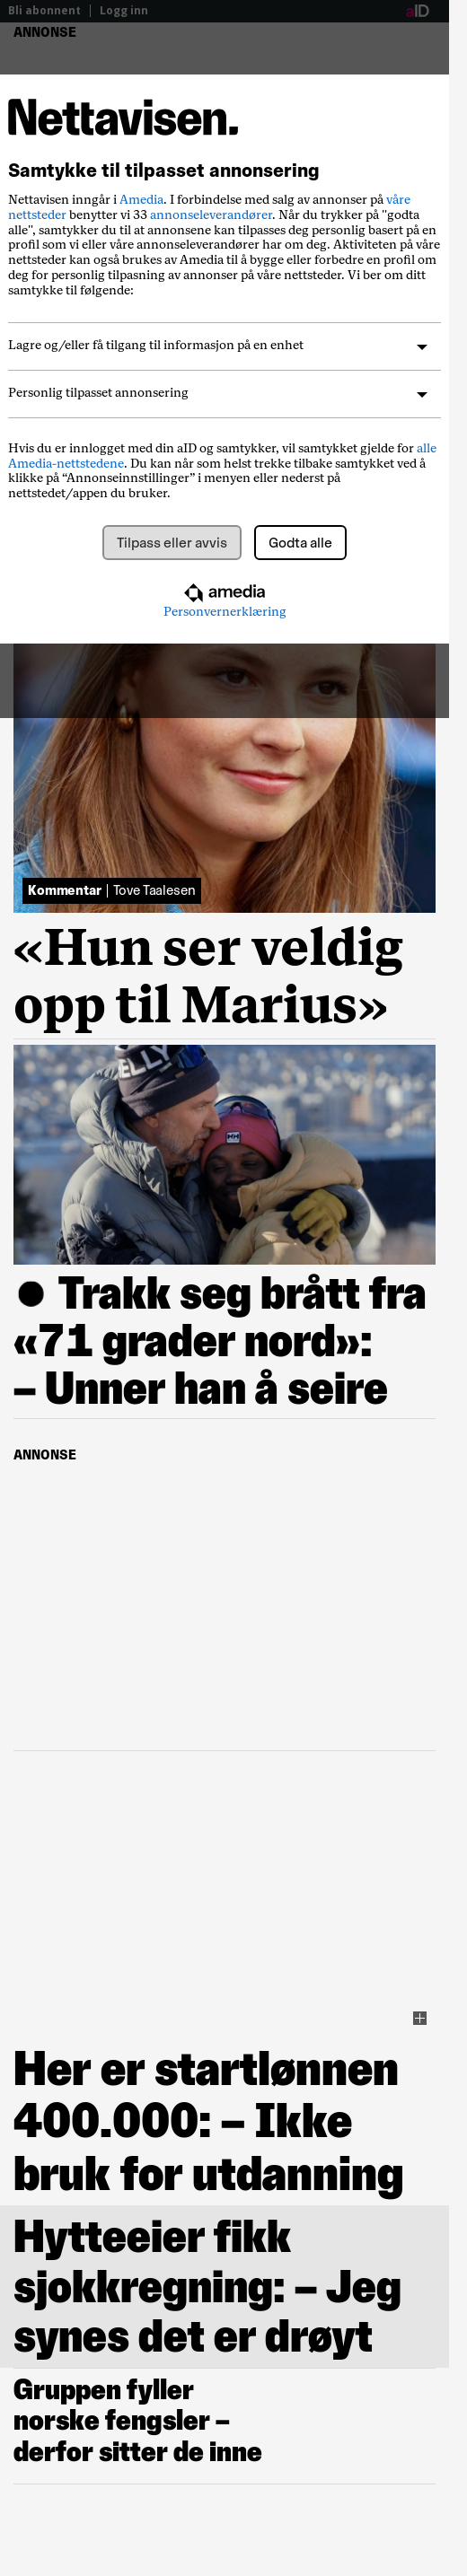 Bli abonnent | Logg inn
aID
ANNONSE
Nettavisen.
Samtykke til tilpasset annonsering
Nettavisen inngår i Amedia. I forbindelse med salg av annonser på våre
nettsteder benytter vi 33 annonseleverandører. Når du trykker på "godta
alle", samtykker du til at annonsene kan tilpasses deg personlig basert på en
profil som vi eller våre annonseleverandører har om deg. Aktiviteten på våre
nettsteder kan også brukes av Amedia til å bygge eller forbedre en profil om
deg for personlig tilpasning av annonser på våre nettsteder. Vi ber om ditt
samtykke til følgende:
Lagre og/eller få tilgang til informasjon på en enhet
Personlig tilpasset annonsering
Hvis du er innlogget med din aID og samtykker, vil samtykket gjelde for alle
Amedia-nettstedene. Du kan når som helst trekke tilbake samtykket ved å
klikke på “Annonseinnstillinger” i menyen eller nederst på
nettstedet/appen du bruker.
Tilpass eller avvis
Godta alle
amedia
Personvernerklæring
Kommentar | Tove Taalesen
«Hun ser veldig
opp til Marius»
ELLY
HH
● Trakk seg brått fra
«71 grader nord»:
– Unner han å seire
ANNONSE
Her er startlønnen
400.000: – Ikke
bruk for utdanning
Hytteeier fikk
sjokkregning: – Jeg
synes det er drøyt
Gruppen fyller
norske fengsler –
derfor sitter de inne